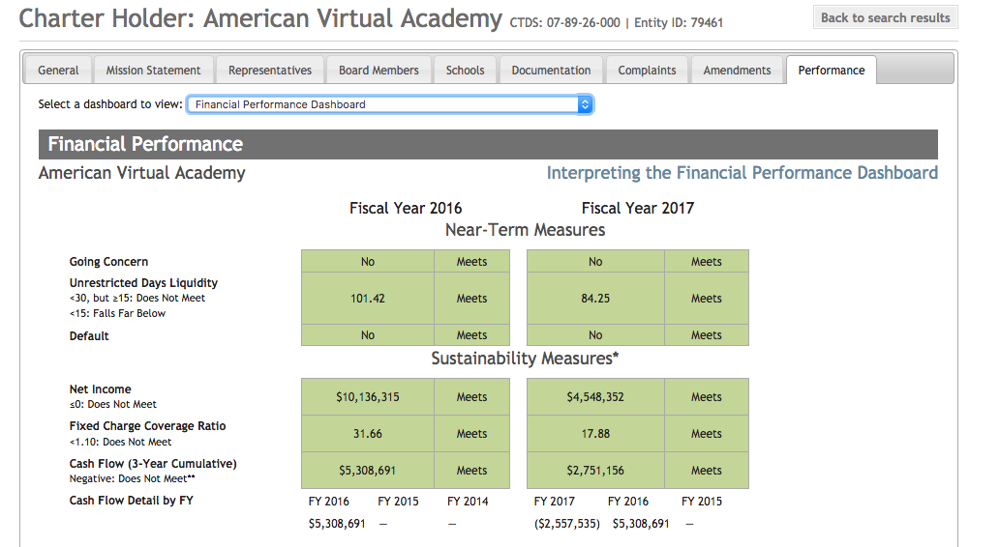 Charter Holder: American Virtual Academy CTDS: 07-89-26-000 | Entity ID: 79461 Back to search results
General Mission Statement Representatives Board Members Schools Documentation Complaints Amendments Performance
Select a dashboard to view: Financial Performance Dashboard
Financial Performance
American Virtual Academy Interpreting the Financial Performance Dashboard
Fiscal Year 2016 Fiscal Year 2017
Near-Term Measures
Going Concern No Meets No Meets
Unrestricted Days Liquidity
<30, but ≥15: Does Not Meet 101.42 Meets 84.25 Meets
<15: Falls Far Below
Default No Meets No Meets
Sustainability Measures*
Net Income $10,136,315 Meets $4,548,352 Meets
≤0: Does Not Meet
Fixed Charge Coverage Ratio 31.66 Meets 17.88 Meets
<1.10: Does Not Meet
Cash Flow (3-Year Cumulative) $5,308,691 Meets $2,751,156 Meets
Negative: Does Not Meet**
Cash Flow Detail by FY FY 2016 FY 2015 FY 2014 FY 2017 FY 2016 FY 2015
$5,308,691 — — ($2,557,535) $5,308,691 —